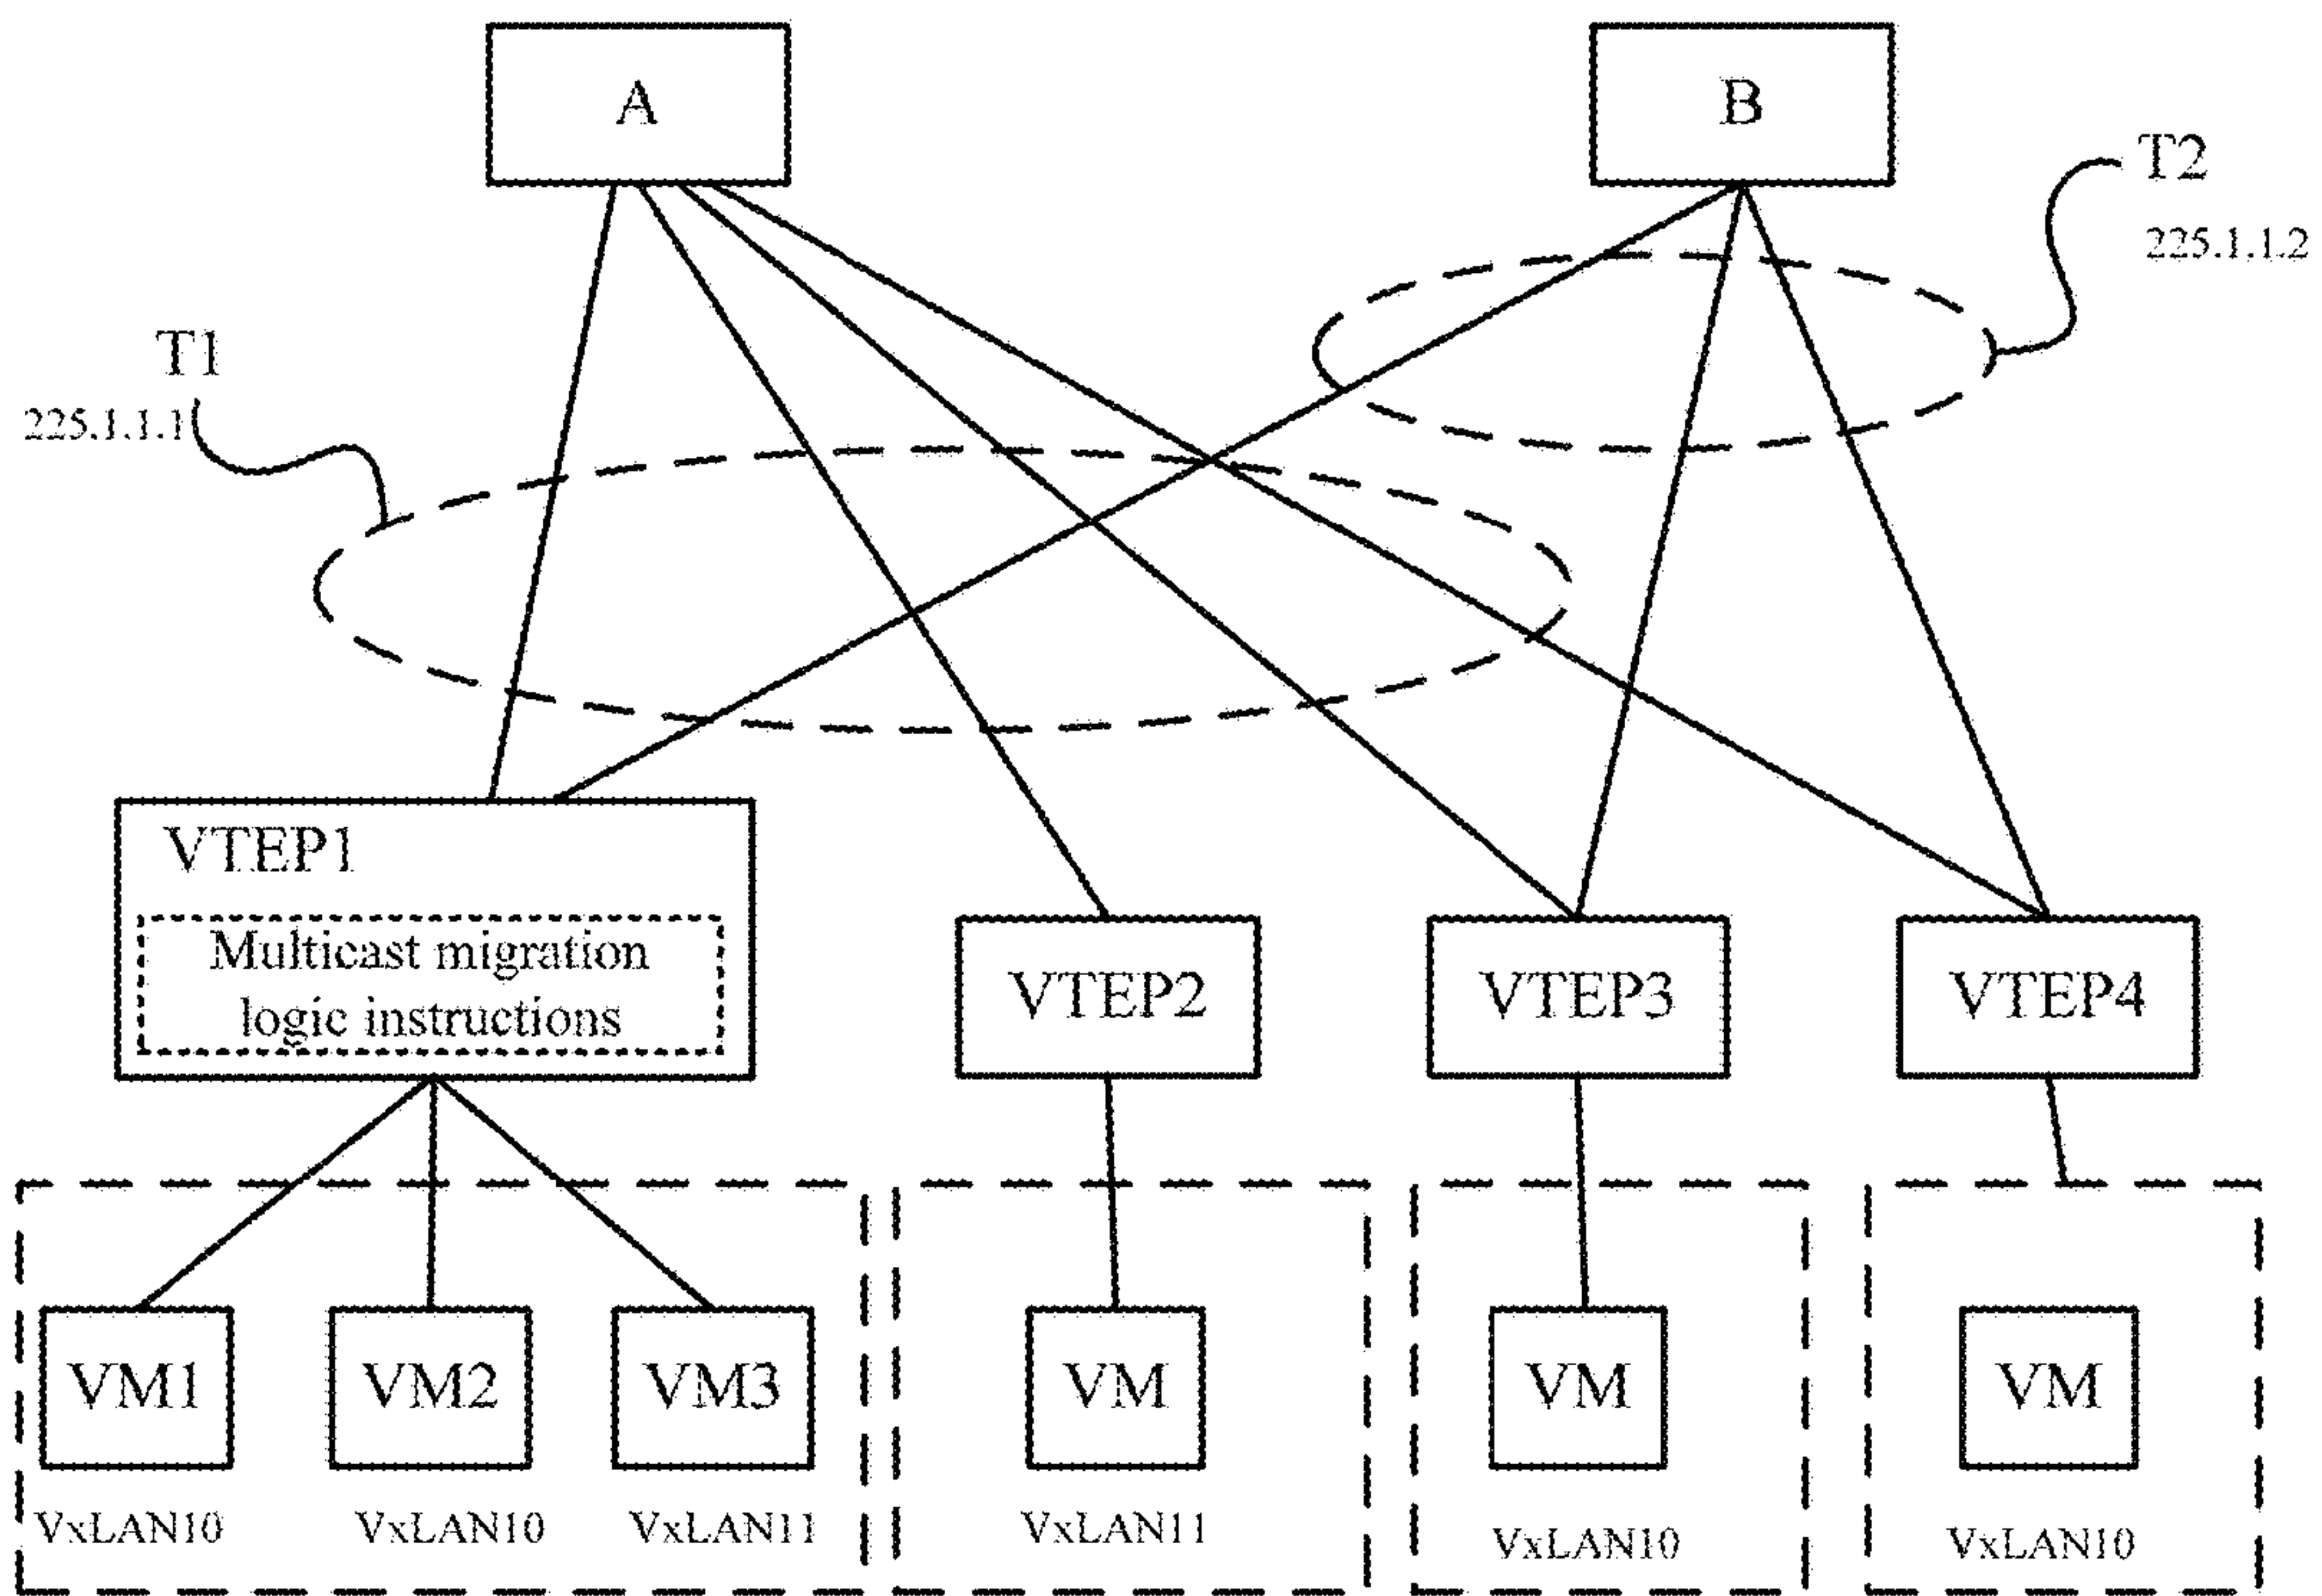 A
B
T2
225.1.1.2
T1
225.1.1.1
VTEP1
Multicast migration
logic instructions
VTEP2
VTEP3
VTEP4
VM1
VM2
VM3
VM
VM
VM
VxLAN10
VxLAN10
VxLAN11
VxLAN11
VxLAN10
VxLAN10